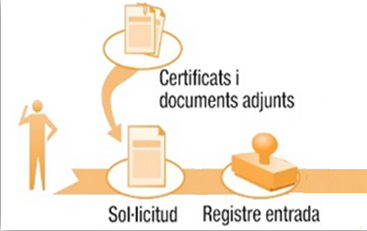 Certificats i
documents adjunts
Sol·licitud
Registre entrada